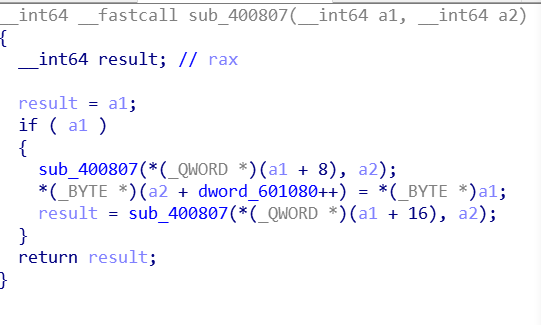 __int64 __fastcall sub_400807(__int64 a1, __int64 a2)
{
  __int64 result; // rax

  result = a1;
  if ( a1 )
  {
    sub_400807(*(_QWORD *)(a1 + 8), a2);
    *(_BYTE *)(a2 + dword_601080++) = *(_BYTE *)a1;
    result = sub_400807(*(_QWORD *)(a1 + 16), a2);
  }
  return result;
}